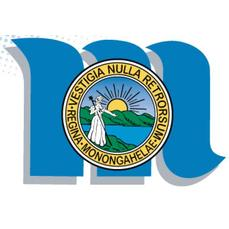 m
VESTIGIA NULLA RETRORSUM
REGINA MONONGAHELAE